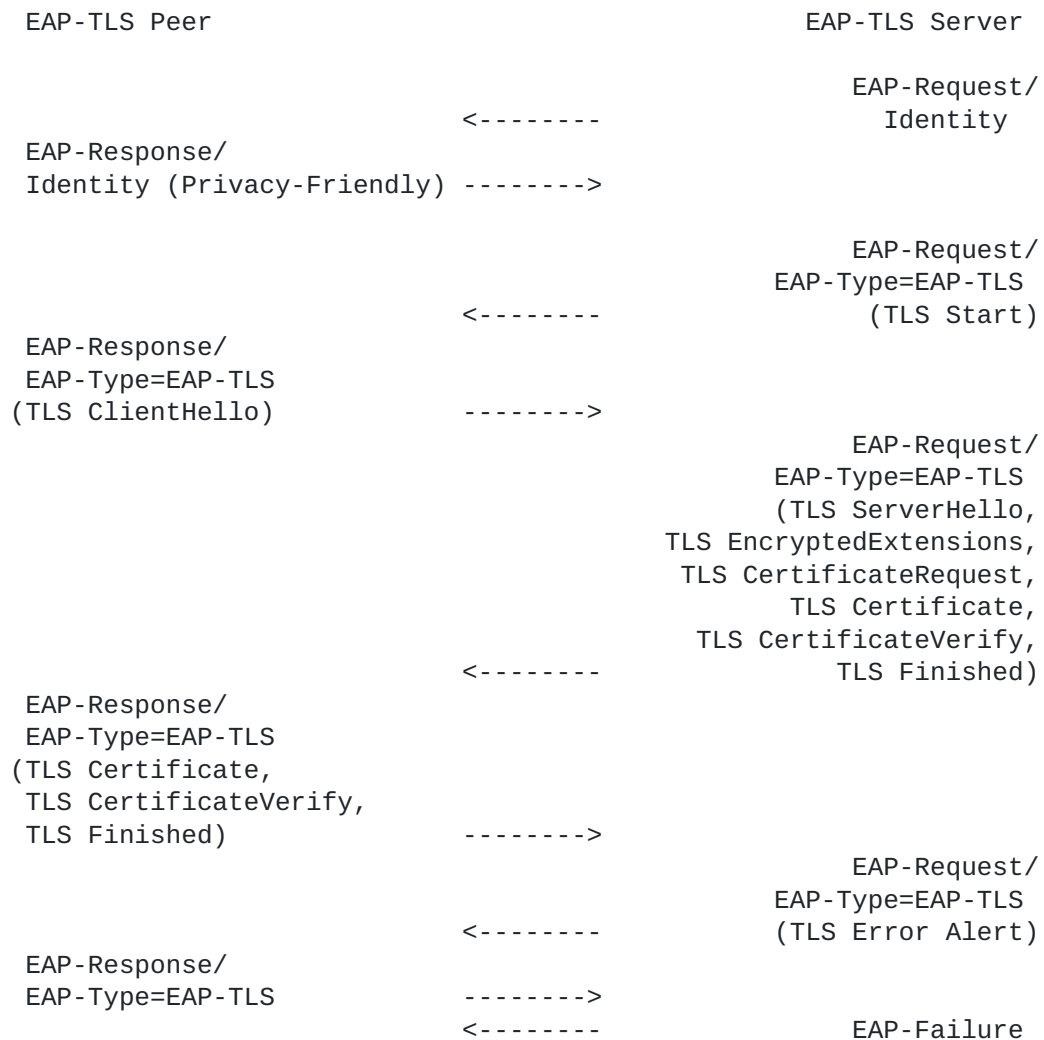 EAP-TLS Peer                                      EAP-TLS Server

                                                      EAP-Request/
                             <--------                  Identity
 EAP-Response/
 Identity (Privacy-Friendly) -------->

                                                      EAP-Request/
                                                 EAP-Type=EAP-TLS
                             <--------                 (TLS Start)
 EAP-Response/
 EAP-Type=EAP-TLS
(TLS ClientHello)            -------->
                                                      EAP-Request/
                                                 EAP-Type=EAP-TLS
                                                 (TLS ServerHello,
                                          TLS EncryptedExtensions,
                                           TLS CertificateRequest,
                                                  TLS Certificate,
                                            TLS CertificateVerify,
                             <--------               TLS Finished)
 EAP-Response/
 EAP-Type=EAP-TLS
(TLS Certificate,
 TLS CertificateVerify,
 TLS Finished)               -------->
                                                      EAP-Request/
                                                 EAP-Type=EAP-TLS
                             <--------           (TLS Error Alert)
 EAP-Response/
 EAP-Type=EAP-TLS            -------->
                             <--------                EAP-Failure